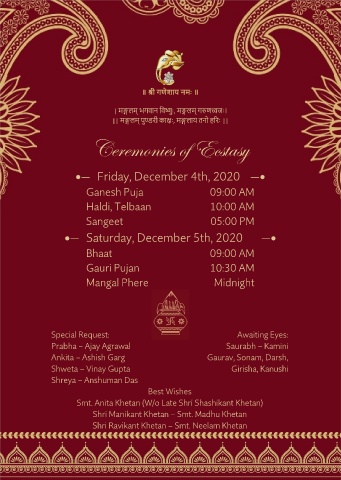 ॥ श्री गणेशाय नमः ॥
। मङ्गलम् भगवान विष्णु, मङ्गलम् गरुणध्वजः।
॥ मङ्गलम् पुण्डरी काक्षः, मङ्गलाय तनो हरिः ॥
Ceremonies of Ecstasy
Friday, December 4th, 2020
Ganesh Puja 09:00 AM
Haldi, Telbaan 10:00 AM
Sangeet 05:00 PM
Saturday, December 5th, 2020
Bhaat 09:00 AM
Gauri Pujan 10:30 AM
Mangal Phere Midnight
Special Request: Awaiting Eyes:
Prabha – Ajay Agrawal Saurabh – Kamini
Ankita – Ashish Garg Gaurav, Sonam, Darsh,
Shweta – Vinay Gupta Girisha, Kanushi
Shreya – Anshuman Das
Best Wishes
Smt. Anita Khetan (W/o Late Shri Shashikant Khetan)
Shri Manikant Khetan – Smt. Madhu Khetan
Shri Ravikant Khetan – Smt. Neelam Khetan